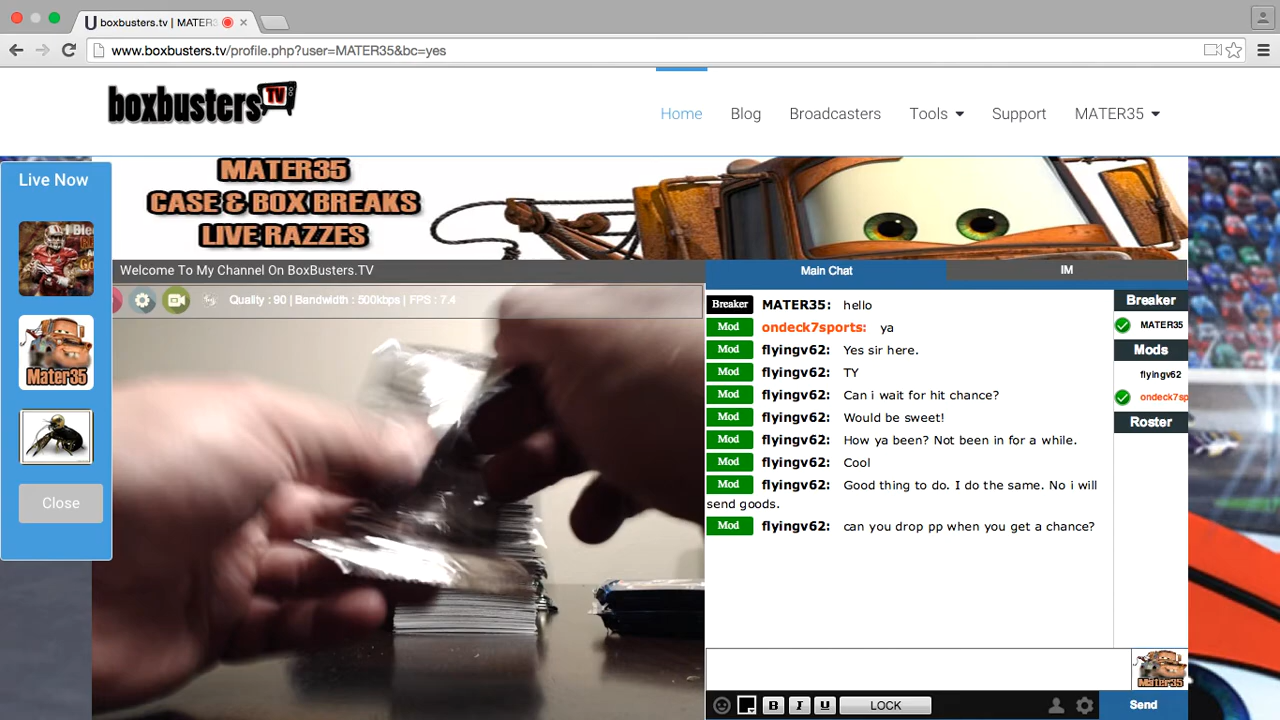 boxbusters.tv | MATER3
www.boxbusters.tv/profile.php?user=MATER35&bc=yes
boxbusters TV
Home Blog Broadcasters Tools Support MATER35
Live Now
MATER35
CASE & BOX BREAKS
LIVE RAZZES
Welcome To My Channel On BoxBusters.TV
Main Chat IM
Quality : 90 | Bandwidth : 500kbps | FPS : 7.4
Breaker MATER35: hello
Mod ondeck7sports: ya
Mod flyingv62: Yes sir here.
Mod flyingv62: TY
Mod flyingv62: Can i wait for hit chance?
Mod flyingv62: Would be sweet!
Mod flyingv62: How ya been? Not been in for a while.
Mod flyingv62: Cool
Mod flyingv62: Good thing to do. I do the same. No i will
send goods.
Mod flyingv62: can you drop pp when you get a chance?
Breaker
MATER35
Mods
flyingv62
ondeck7sp
Roster
Mater35
Close
Mater35
B I U LOCK Send